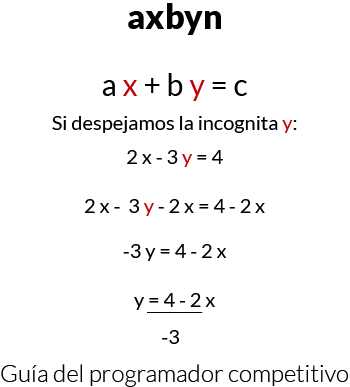 axbyn
a x + b y = c
Si despejamos la incognita y:
2 x - 3 y = 4
2 x - 3 y - 2 x = 4 - 2 x
-3 y = 4 - 2 x
y = 4 - 2 x
-3
Guía del programador competitivo